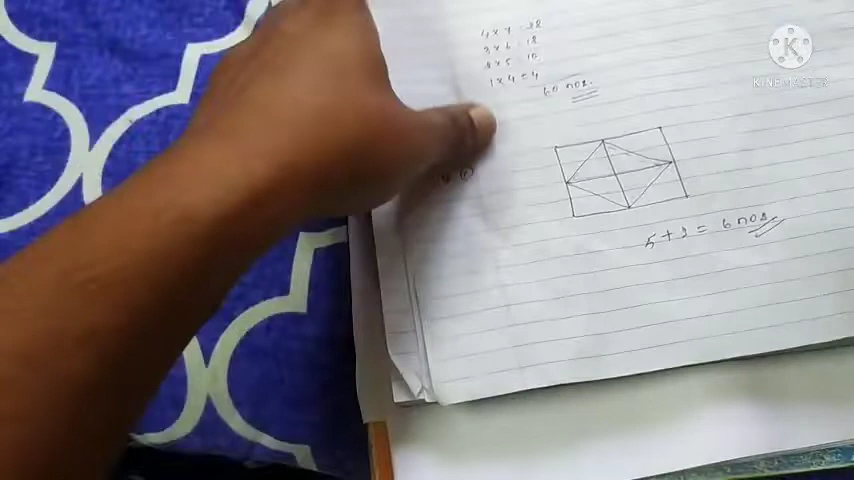 4 x 7 = 28
3 x 6 = 18
2 x 5 = 10
1 x 4 = 4
60 nos.
5 + 1 = 6 nos.
K
KINEMASTER